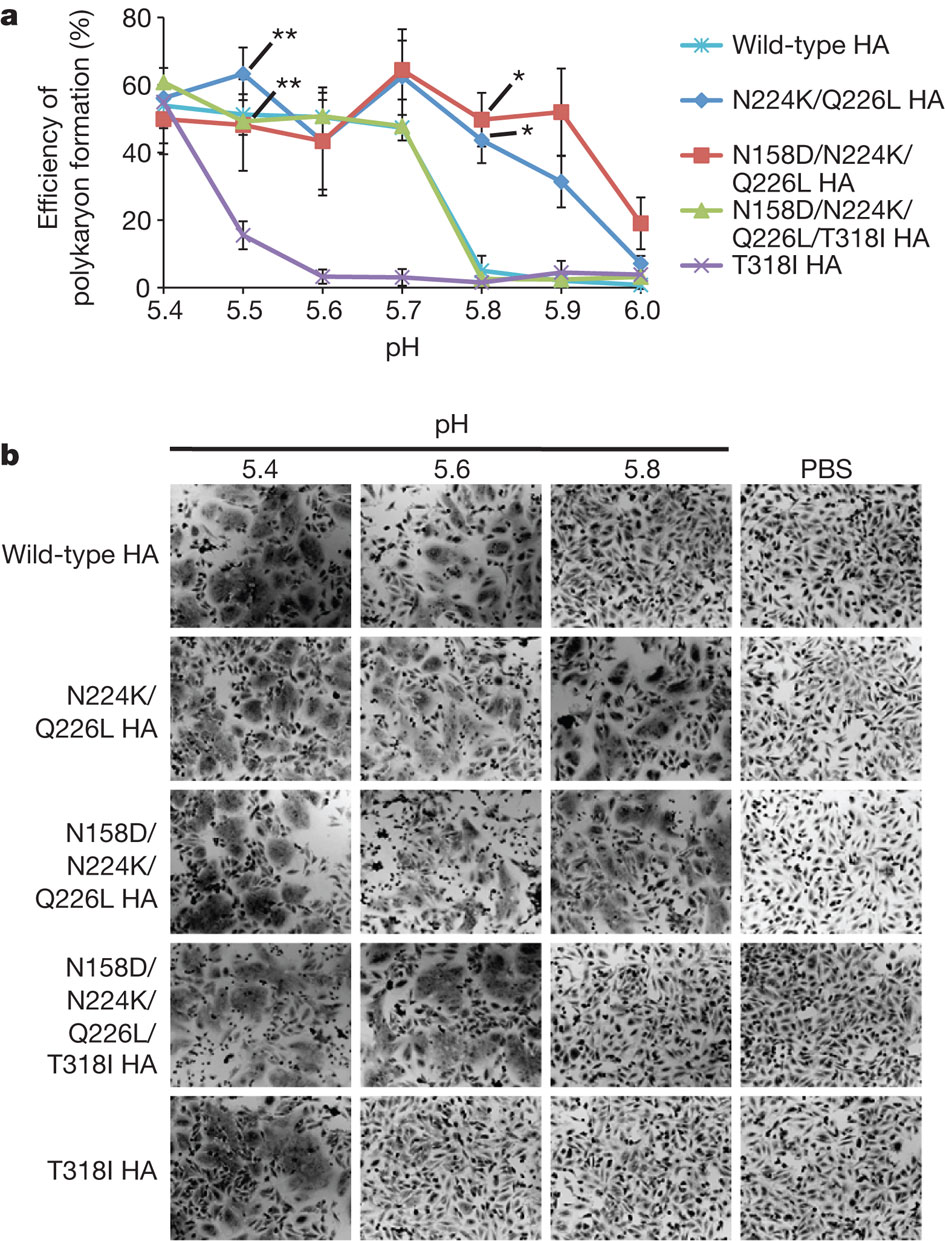 a
Efficiency of
polykaryon formation (%)
80
60
40
20
0
**
**
*
*
5.4 5.5 5.6 5.7 5.8 5.9 6.0
pH
Wild-type HA
N224K/Q226L HA
N158D/N224K/
Q226L HA
N158D/N224K/
Q226L/T318I HA
T318I HA
b
pH
5.4 5.6 5.8 PBS
Wild-type HA
N224K/
Q226L HA
N158D/
N224K/
Q226L HA
N158D/
N224K/
Q226L/
T318I HA
T318I HA